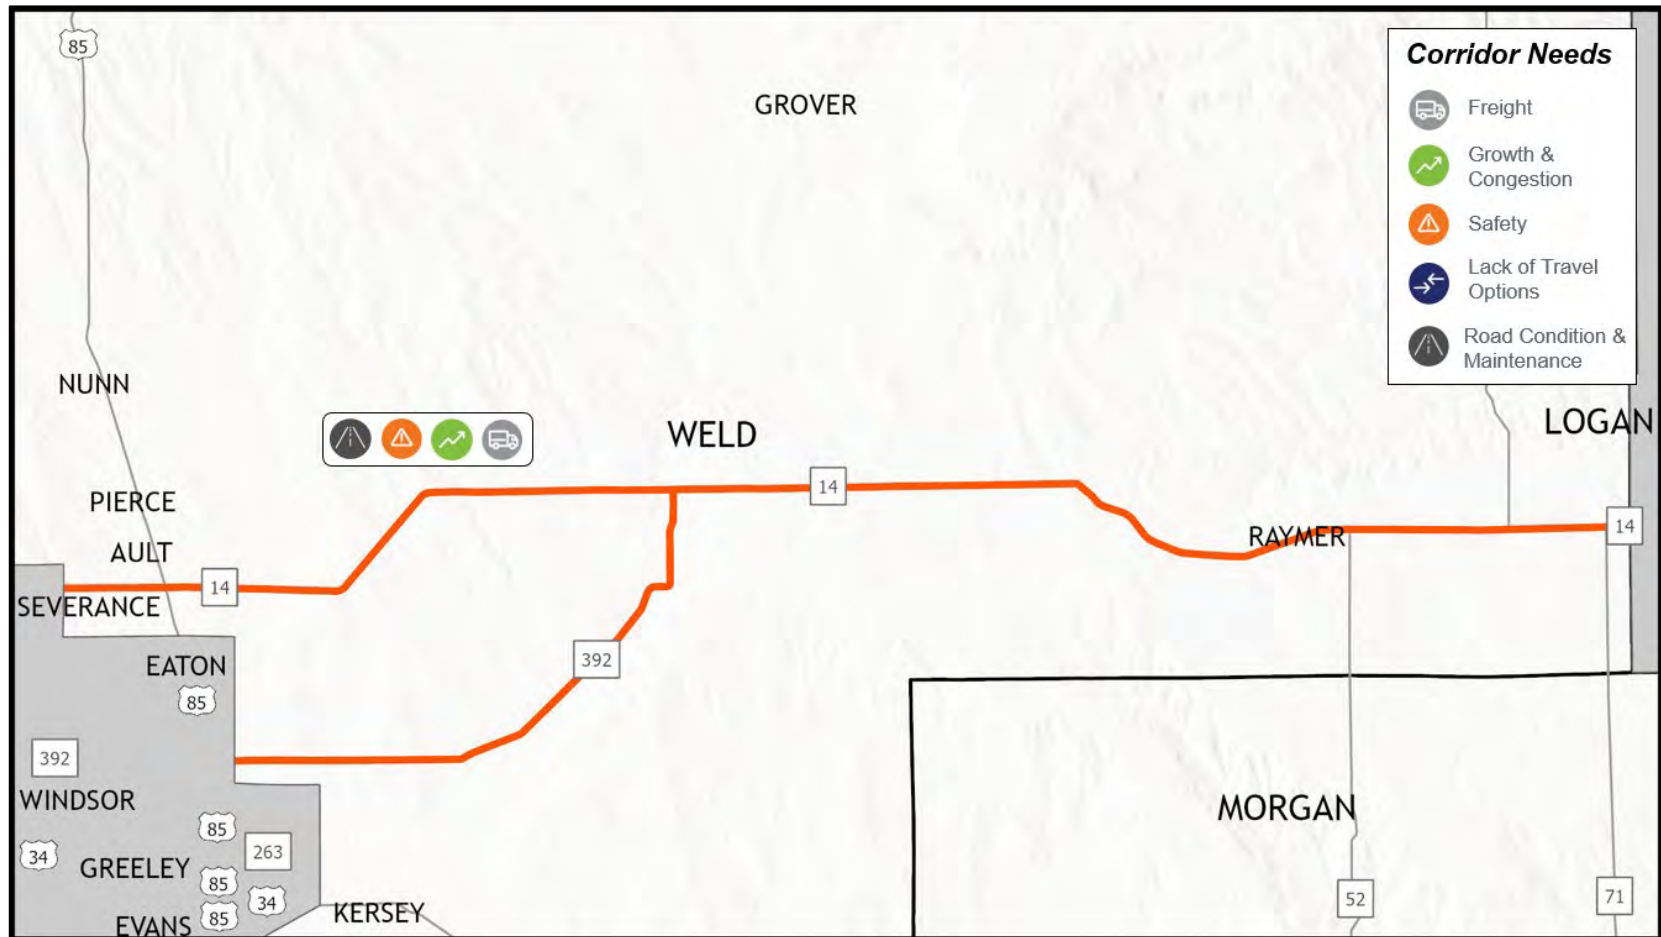 85
GROVER
Corridor Needs
Freight
Growth &
Congestion
Safety
Lack of Travel
Options
Road Condition &
Maintenance
NUNN
WELD
LOGAN
PIERCE
14
14
RAYMER
AULT
14
SEVERANCE
EATON
392
85
392
WINDSOR
MORGAN
85
263
34
GREELEY
85
34
52
71
EVANS
85
KERSEY